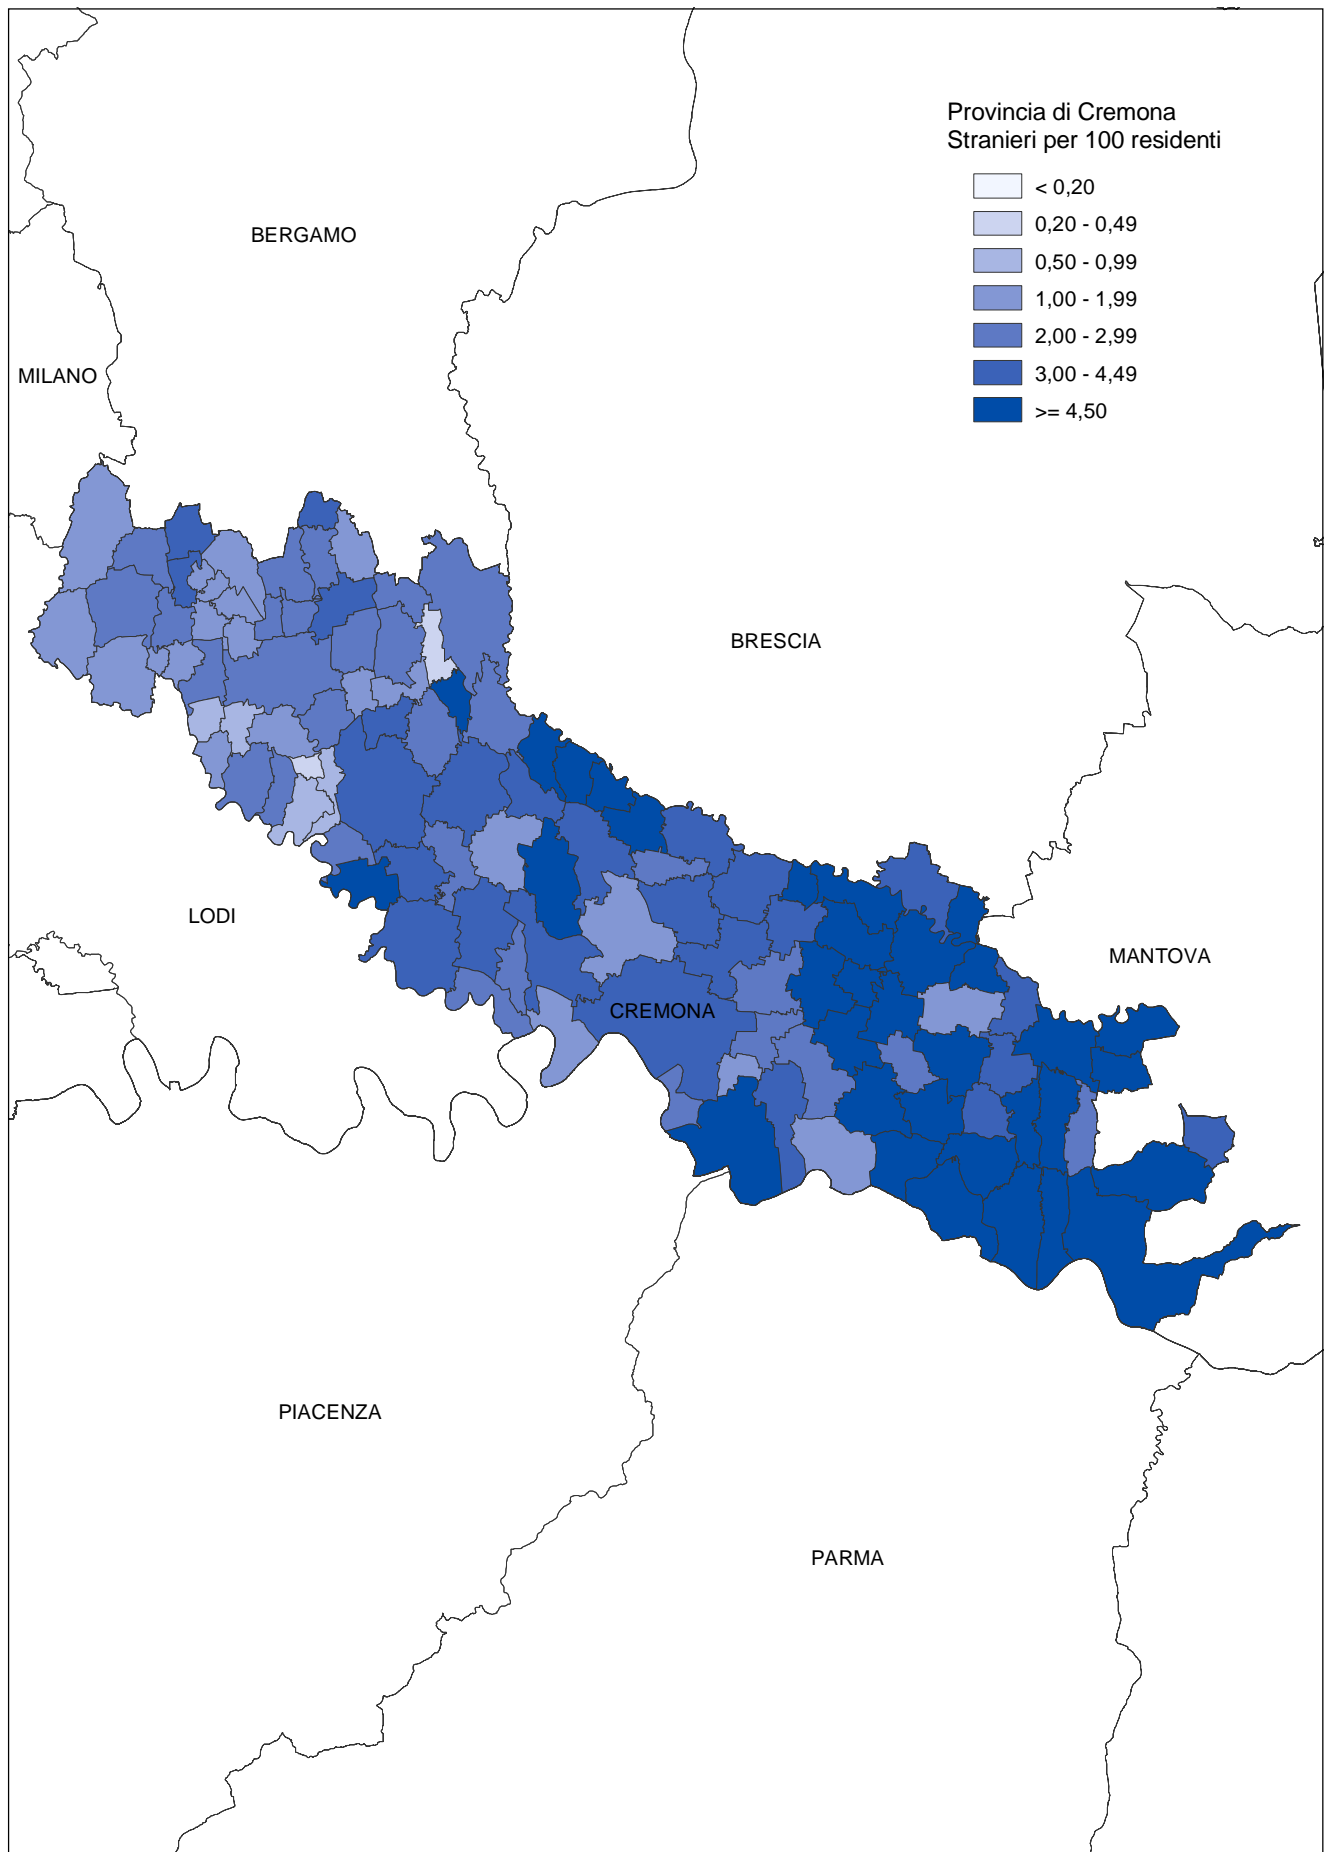 Provincia di Cremona
Stranieri per 100 residenti
< 0,20
0,20 - 0,49
0,50 - 0,99
1,00 - 1,99
2,00 - 2,99
3,00 - 4,49
>= 4,50
BERGAMO
MILANO
BRESCIA
LODI
MANTOVA
CREMONA
PIACENZA
PARMA